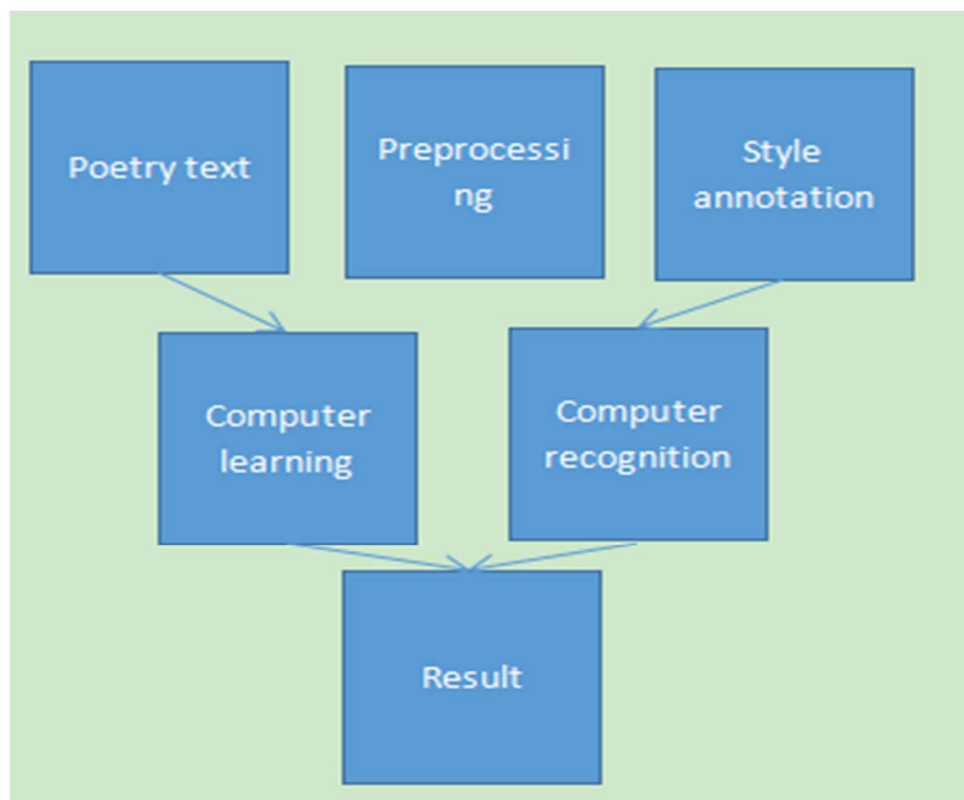 Poetry text
Preprocessi
ng
Style
annotation
Computer
learning
Computer
recognition
Result